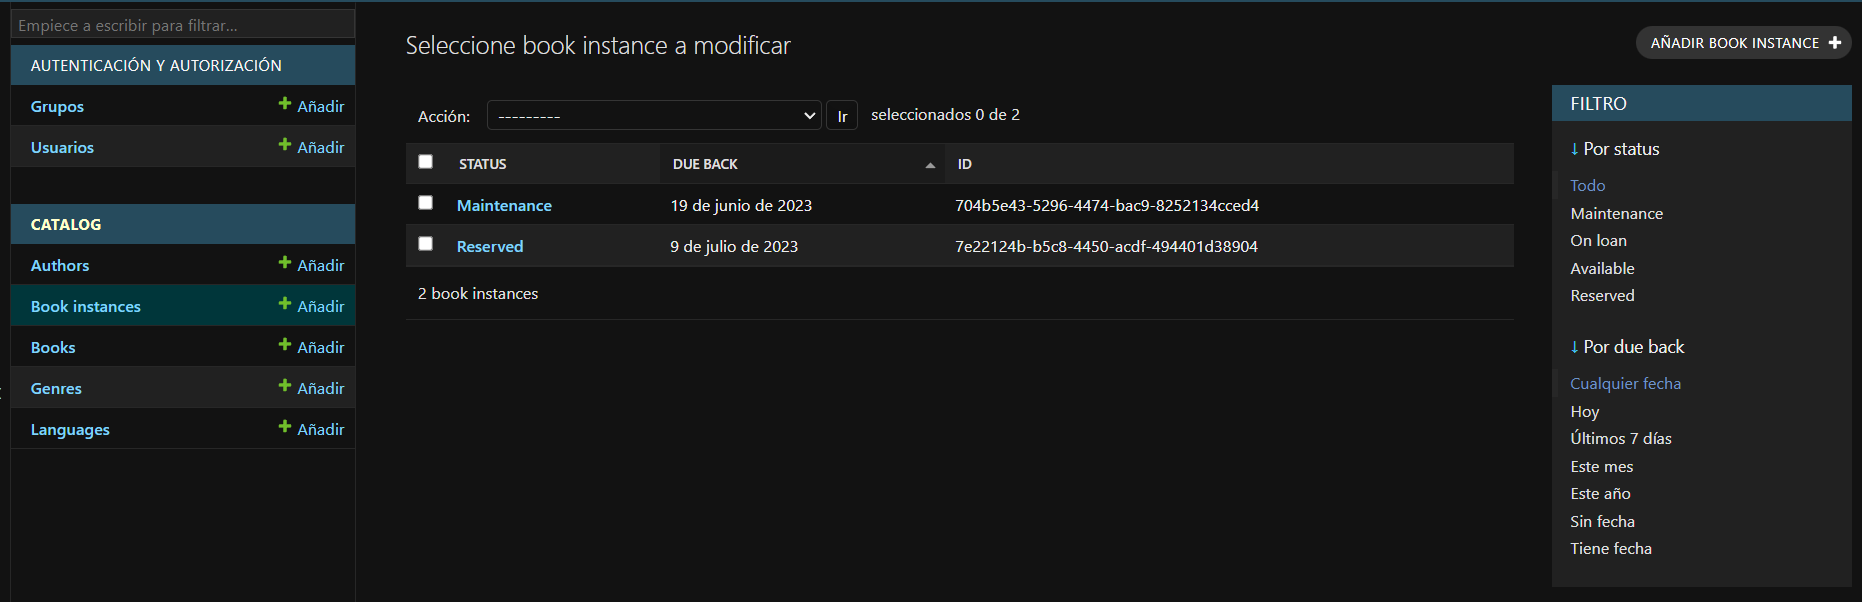 Empiece a escribir para filtrar...
AUTENTICACIÓN Y AUTORIZACIÓN
Grupos Añadir
Usuarios Añadir
CATALOG
Authors Añadir
Book instances Añadir
Books Añadir
Genres Añadir
Languages Añadir
Seleccione book instance a modificar
AÑADIR BOOK INSTANCE
Acción: --------- Ir seleccionados 0 de 2
STATUS DUE BACK ID
Maintenance 19 de junio de 2023 704b5e43-5296-4474-bac9-8252134cced4
Reserved 9 de julio de 2023 7e22124b-b5c8-4450-acdf-494401d38904
2 book instances
FILTRO
↓ Por status
Todo
Maintenance
On loan
Available
Reserved
↓ Por due back
Cualquier fecha
Hoy
Últimos 7 días
Este mes
Este año
Sin fecha
Tiene fecha